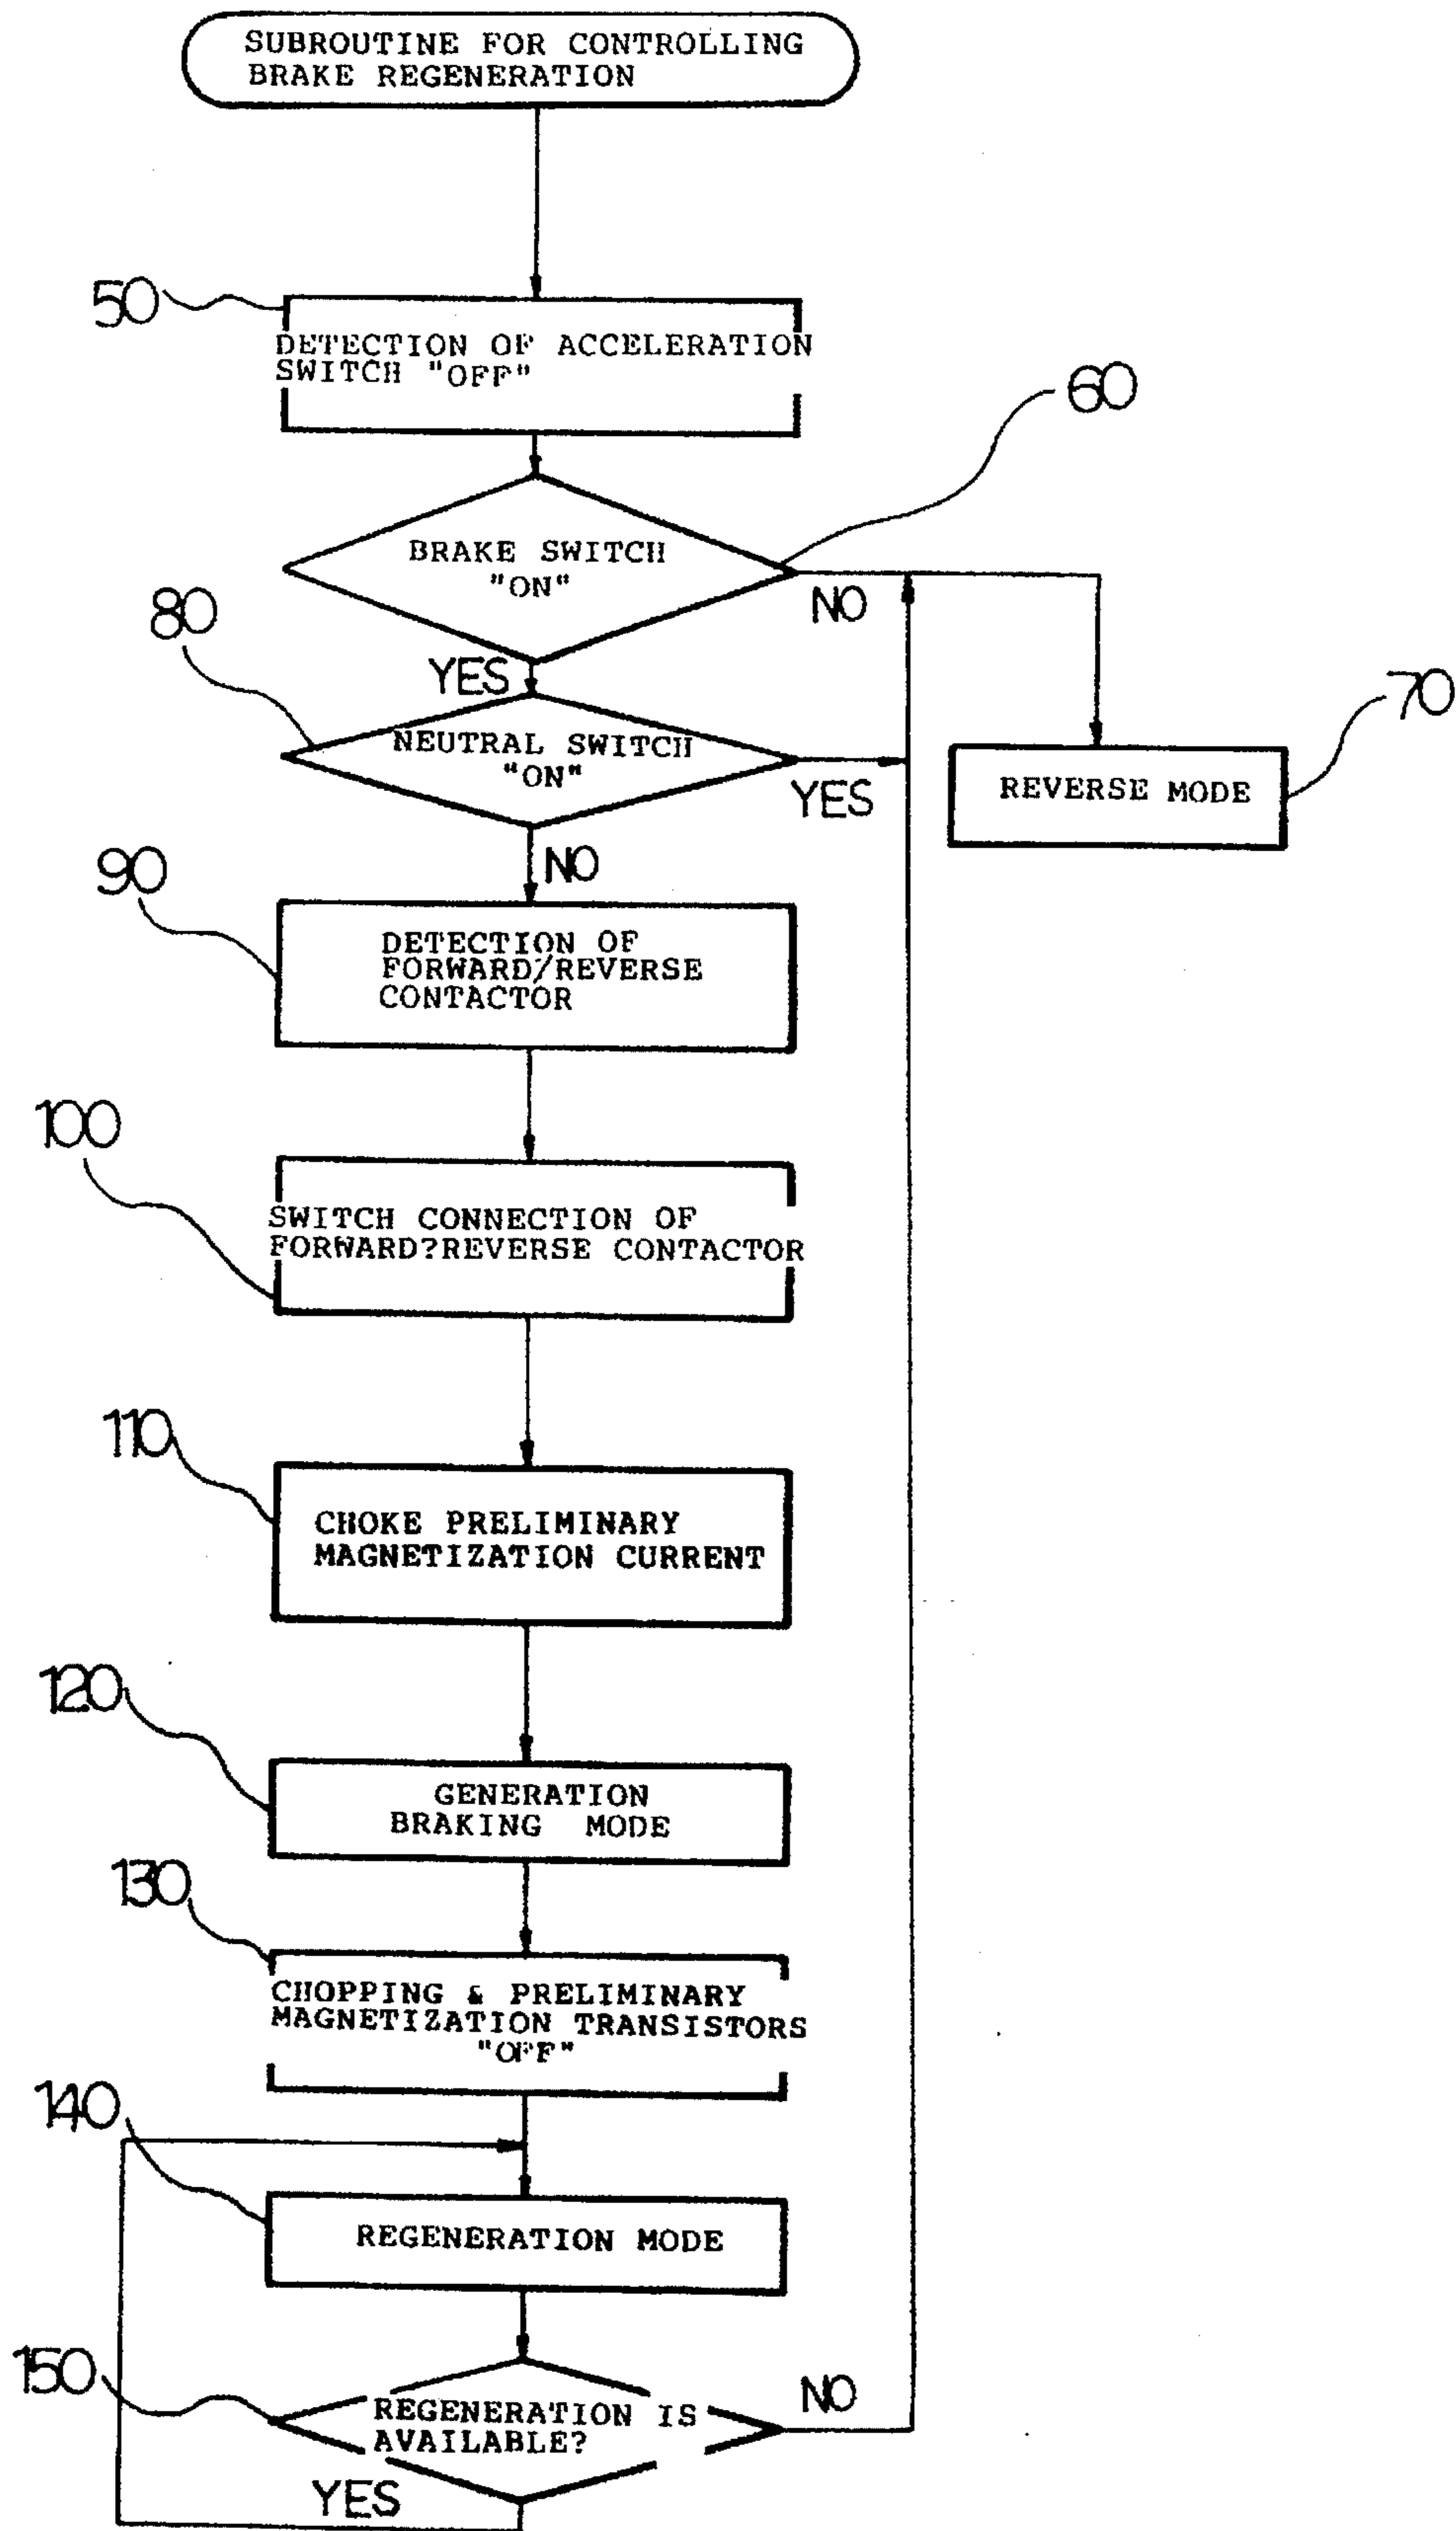 SUBROUTINE FOR CONTROLLING
BRAKE REGENERATION
50
DETECTION OF ACCELERATION
SWITCH "OFF"
60
BRAKE SWITCH
"ON"
NO
80
YES
NEUTRAL SWITCH
"ON"
YES
70
REVERSE MODE
NO
90
DETECTION OF
FORWARD/REVERSE
CONTACTOR
100
SWITCH CONNECTION OF
FORWARD?REVERSE CONTACTOR
110
CHOKE PRELIMINARY
MAGNETIZATION CURRENT
120
GENERATION
BRAKING MODE
130
CHOPPING & PRELIMINARY
MAGNETIZATION TRANSISTORS
"OFF"
140
REGENERATION MODE
150
REGENERATION IS
AVAILABLE?
NO
YES